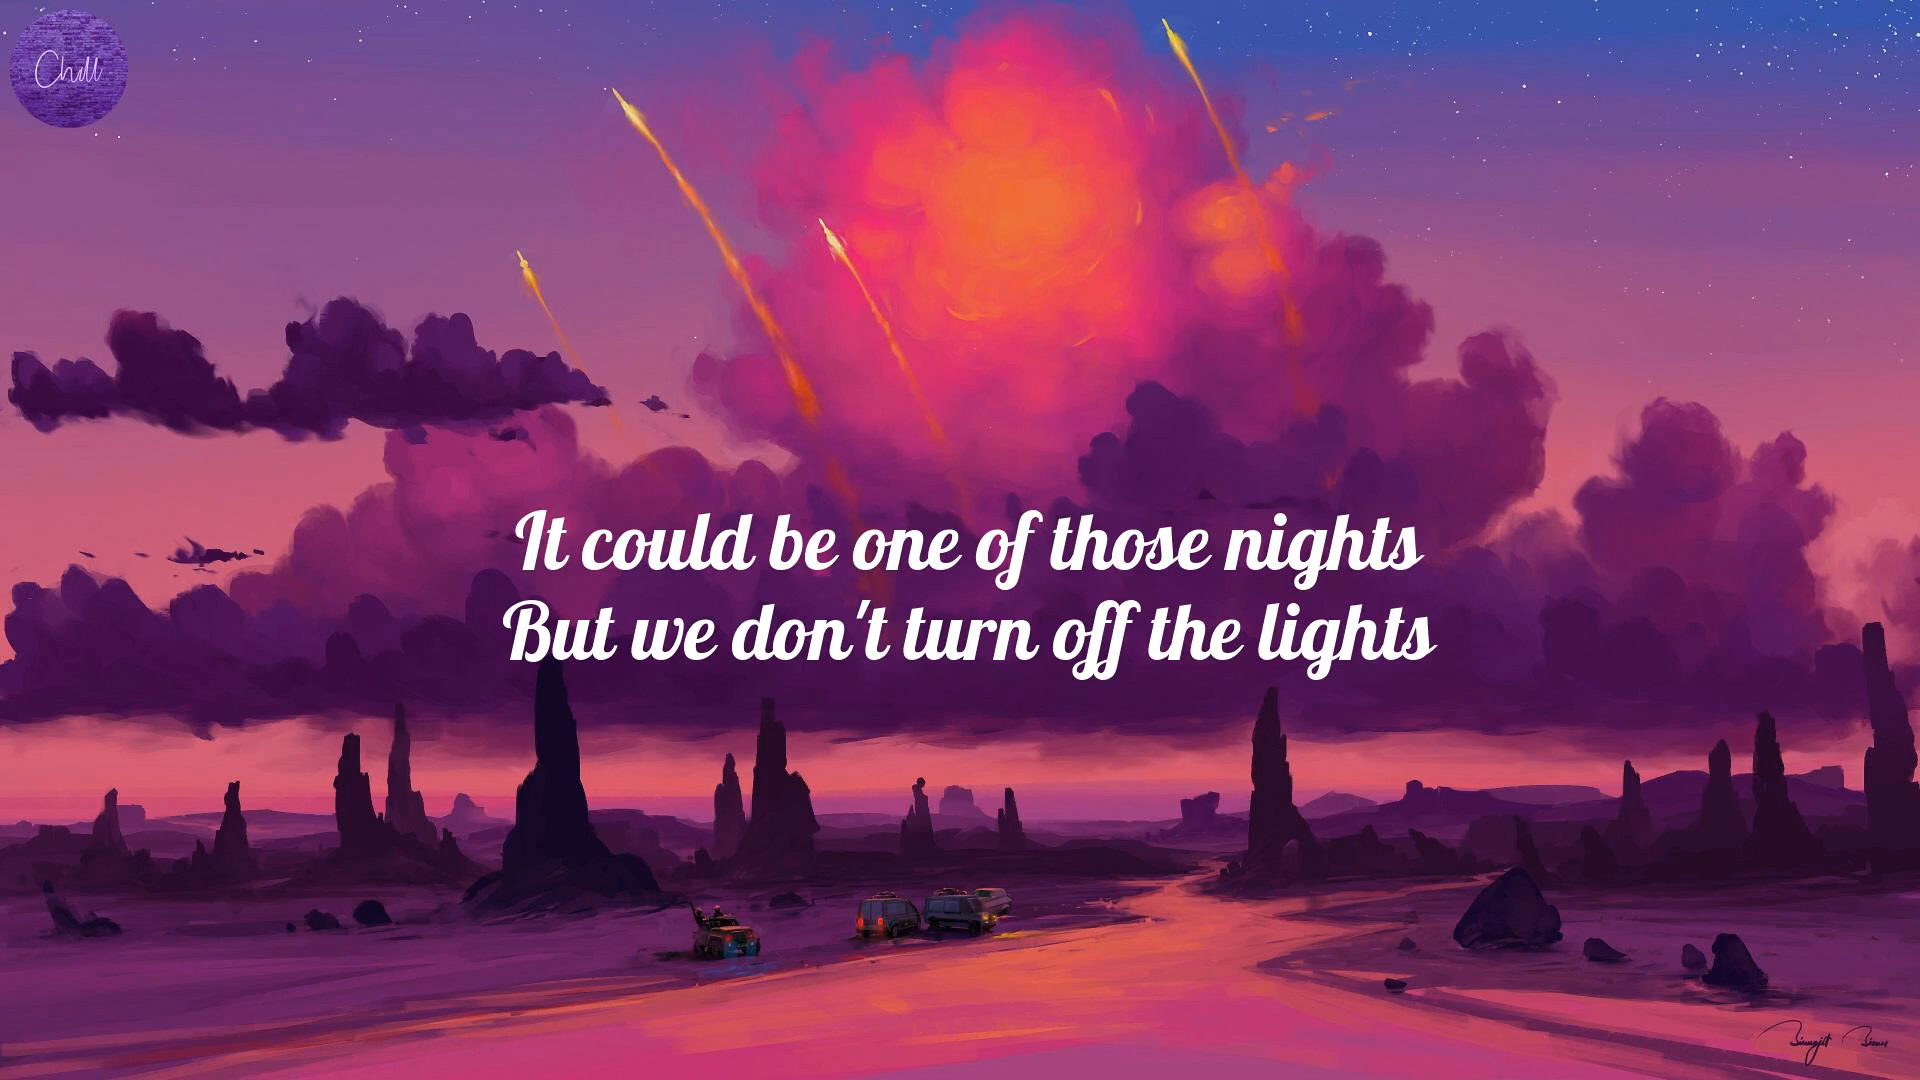 Chill
It could be one of those nights
But we don't turn off the lights